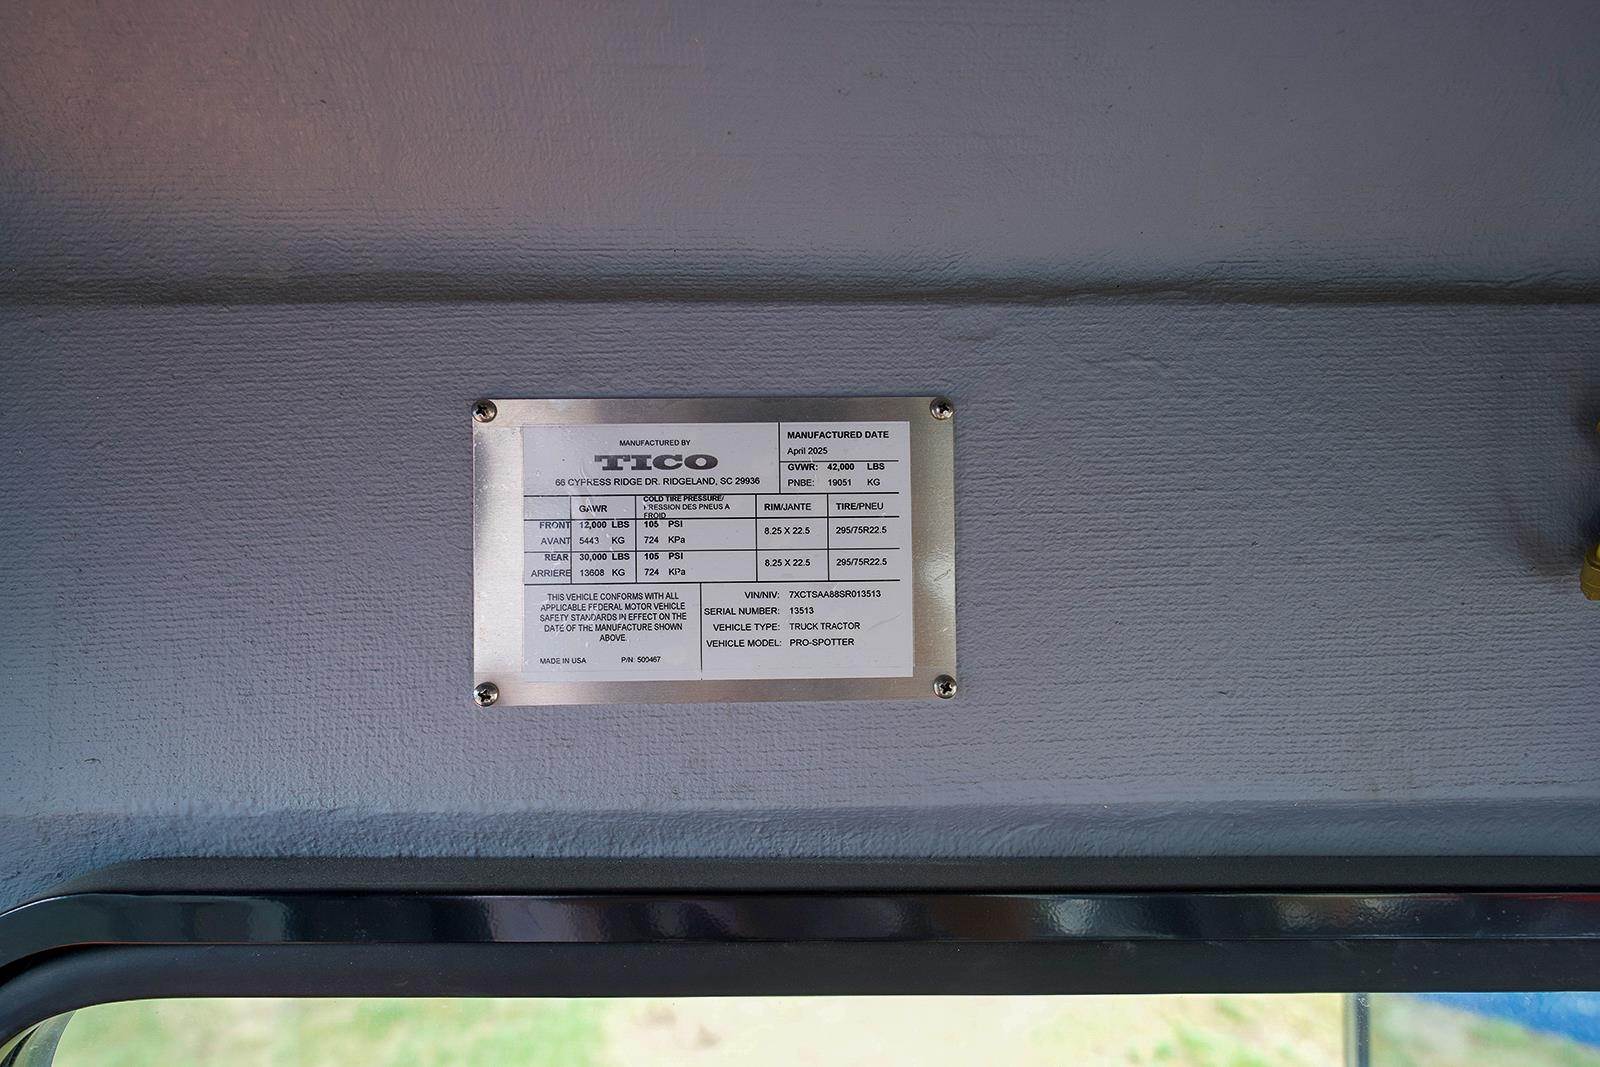 MANUFACTURED BY
TICO
66 CYPRESS RIDGE DR. RIDGELAND, SC 29936
MANUFACTURED DATE
April 2025
GVWR: 42,000 LBS
PNBE: 19051 KG
GAWR
COLD TIRE PRESSURE/
PRESSION DES PNEUS A
FROID
RIM/JANTE
TIRE/PNEU
FRONT 12,000 LBS 105 PSI
AVANT 5443 KG 724 KPa
8.25 X 22.5 295/75R22.5
REAR 30,000 LBS 105 PSI
ARRIERE 13608 KG 724 KPa
8.25 X 22.5 295/75R22.5
THIS VEHICLE CONFORMS WITH ALL
APPLICABLE FEDERAL MOTOR VEHICLE
SAFETY STANDARDS IN EFFECT ON THE
DATE OF THE MANUFACTURE SHOWN
ABOVE.
MADE IN USA P/N: 500467
VIN/NIV: 7XCTSAA88SR013513
SERIAL NUMBER: 13513
VEHICLE TYPE: TRUCK TRACTOR
VEHICLE MODEL: PRO-SPOTTER